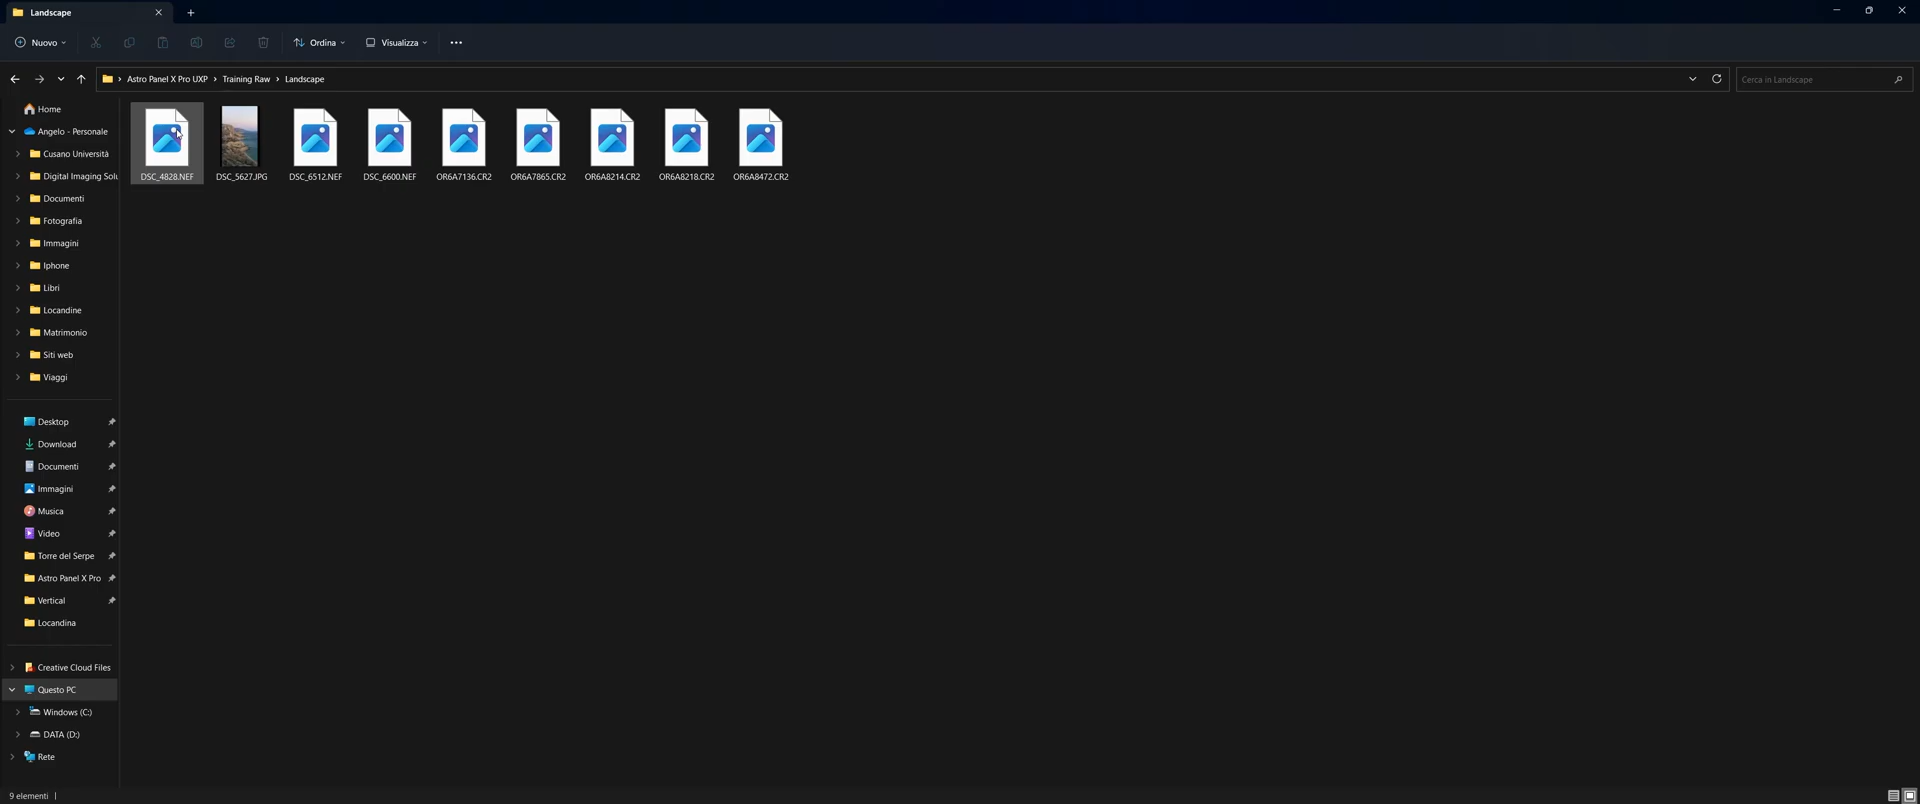 Landscape
Nuovo
Ordina
Visualizza
Astro Panel X Pro UXP > Training Raw > Landscape
Cerca in Landscape
Home
Angelo - Personale
Cusano Università
Digital Imaging Solu
Documenti
Fotografia
Immagini
Iphone
Libri
Locandine
Matrimonio
Siti web
Viaggi
Desktop
Download
Documenti
Immagini
Musica
Video
Torre del Serpe
Astro Panel X Pro
Vertical
Locandina
Creative Cloud Files
Questo PC
Windows (C:)
DATA (D:)
Rete
DSC_4828.NEF
DSC_5627.JPG
DSC_6512.NEF
DSC_6600.NEF
OR6A7136.CR2
OR6A7865.CR2
OR6A8214.CR2
OR6A8218.CR2
OR6A8472.CR2
9 elementi